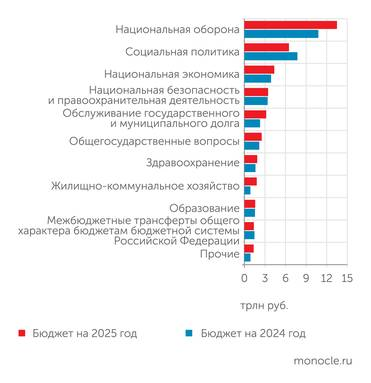 Национальная оборона
Социальная политика
Национальная экономика
Национальная безопасность
и правоохранительная деятельность
Обслуживание государственного
и муниципального долга
Общегосударственные вопросы
Здравоохранение
Жилищно-коммунальное хозяйство
Образование
Межбюджетные трансферты общего
характера бюджетам бюджетной системы
Российской Федерации
Прочие
0 3 6 9 12 15
трлн руб.
Бюджет на 2025 год
Бюджет на 2024 год
monocle.ru